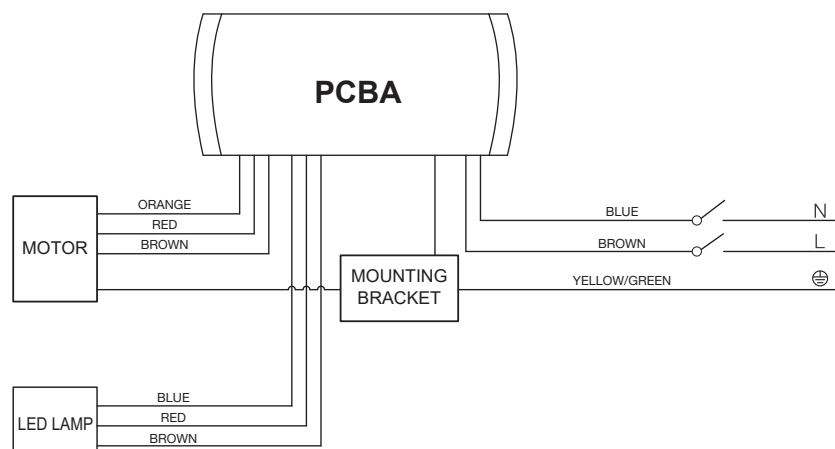 PCBA
ORANGE
RED
BROWN
MOTOR
BLUE
N
BROWN
L
MOUNTING
BRACKET
YELLOW/GREEN
BLUE
RED
BROWN
LED LAMP